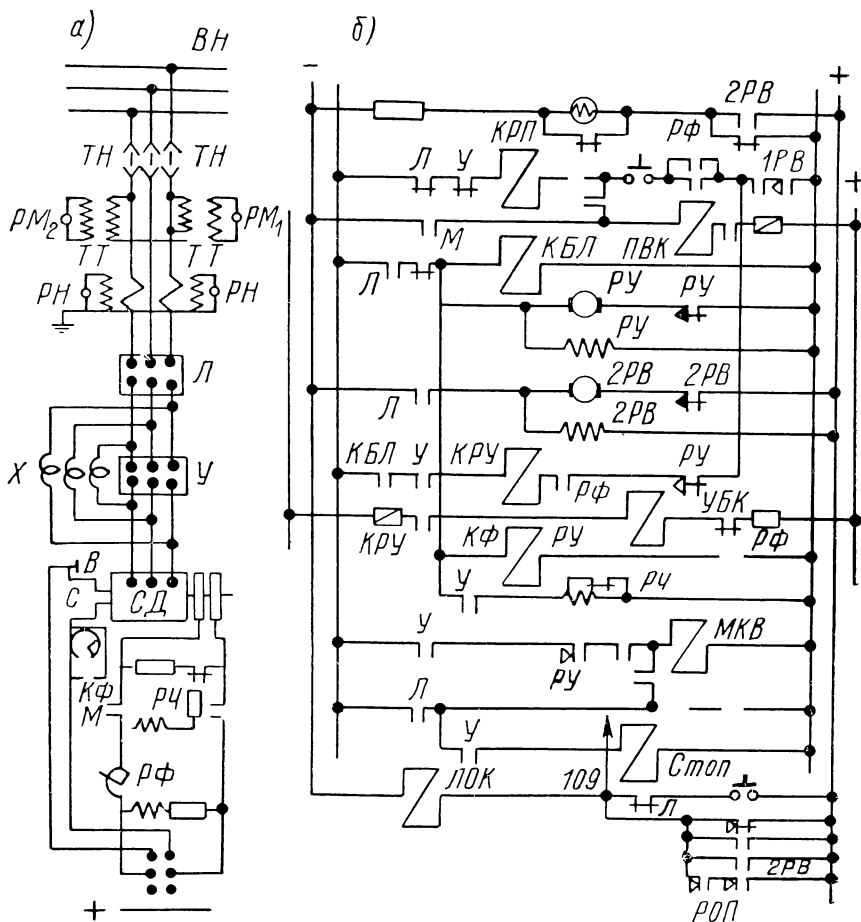 а) б)
ВН
- +
2РВ
КРП РФ
ТН ТН
Л У 1РВ
+
РМ₂ РМ₁
М
ТТ ТТ КБЛ ПВК
Л РУ РУ
РН РН
РУ
Л
2РВ 2РВ
Л 2РВ
КБЛ У КРУ РУ
Х У РФ УБК
КРУ КФ РУ РФ
В
С СД У РЧ
У МКВ
КФ РЧ РУ
М Л
У Стоп
РФ ЛОК 109
Л
2РВ
+ РОП